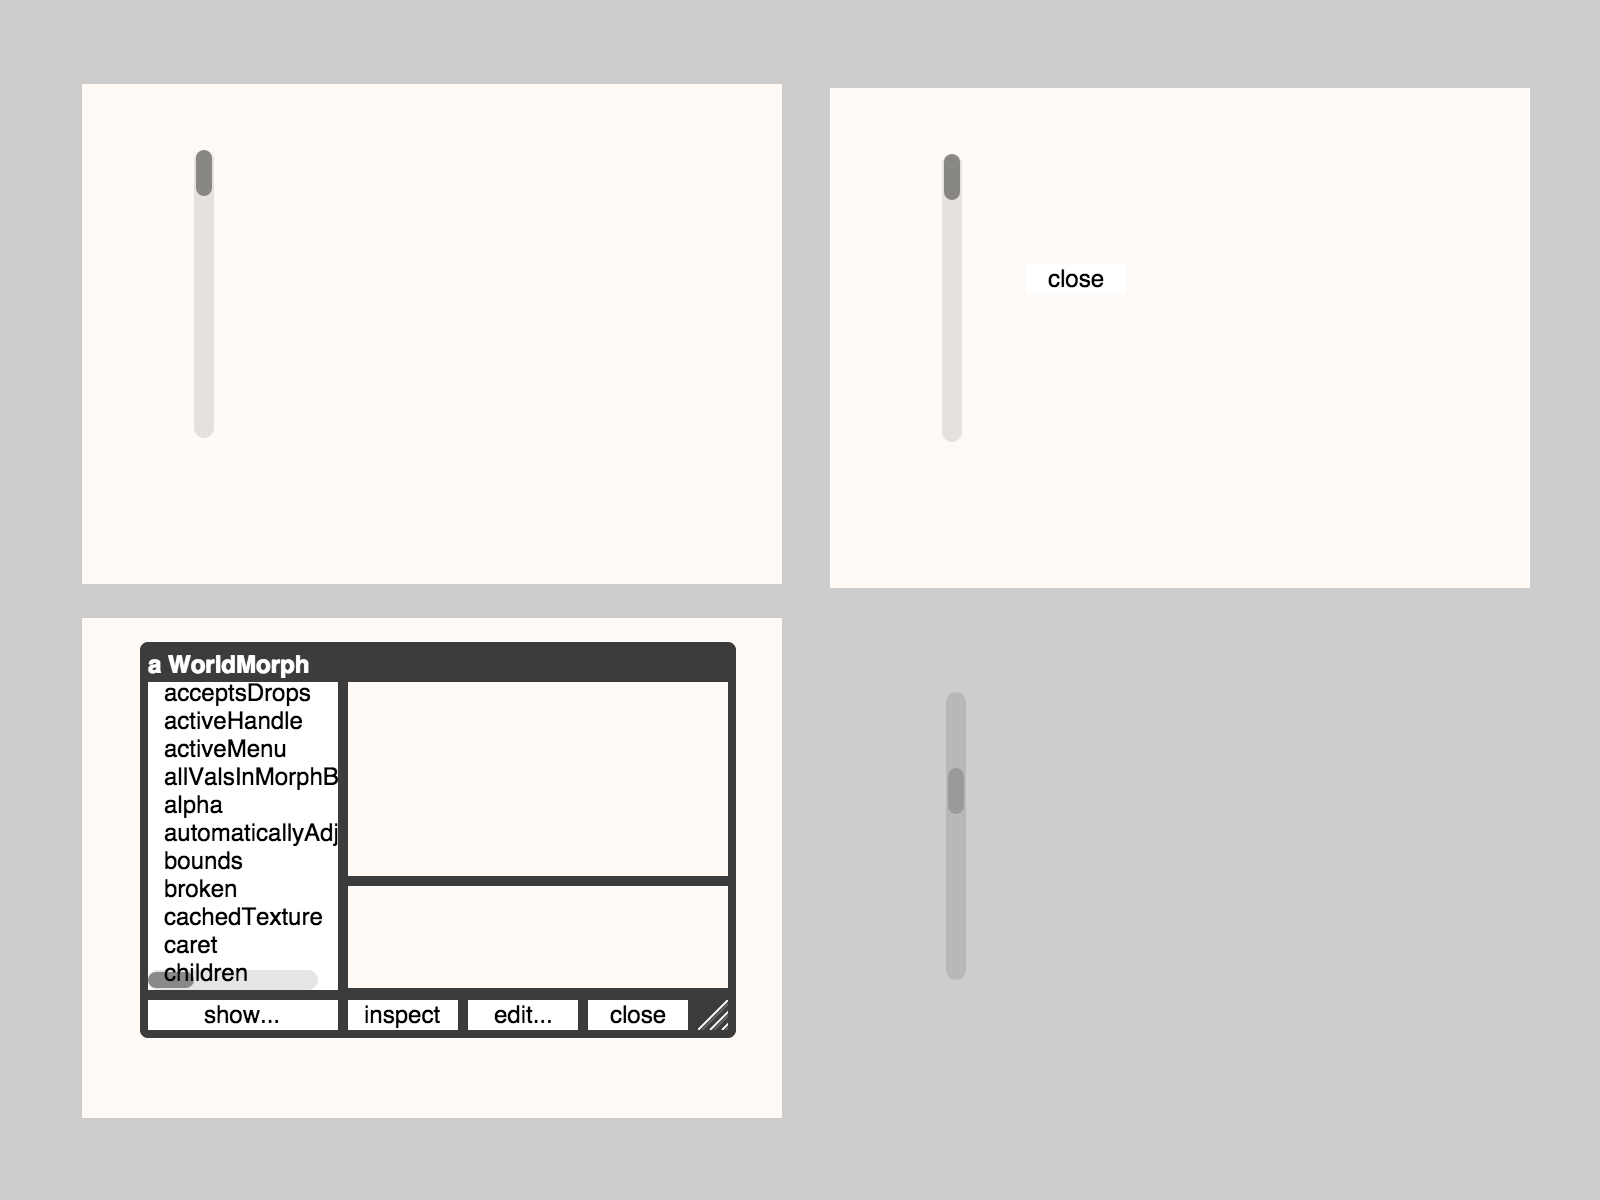 close
a WorldMorph
acceptsDrops
activeHandle
activeMenu
allValsInMorphB
alpha
automaticallyAdj
bounds
broken
cachedTexture
caret
children
show... inspect edit... close